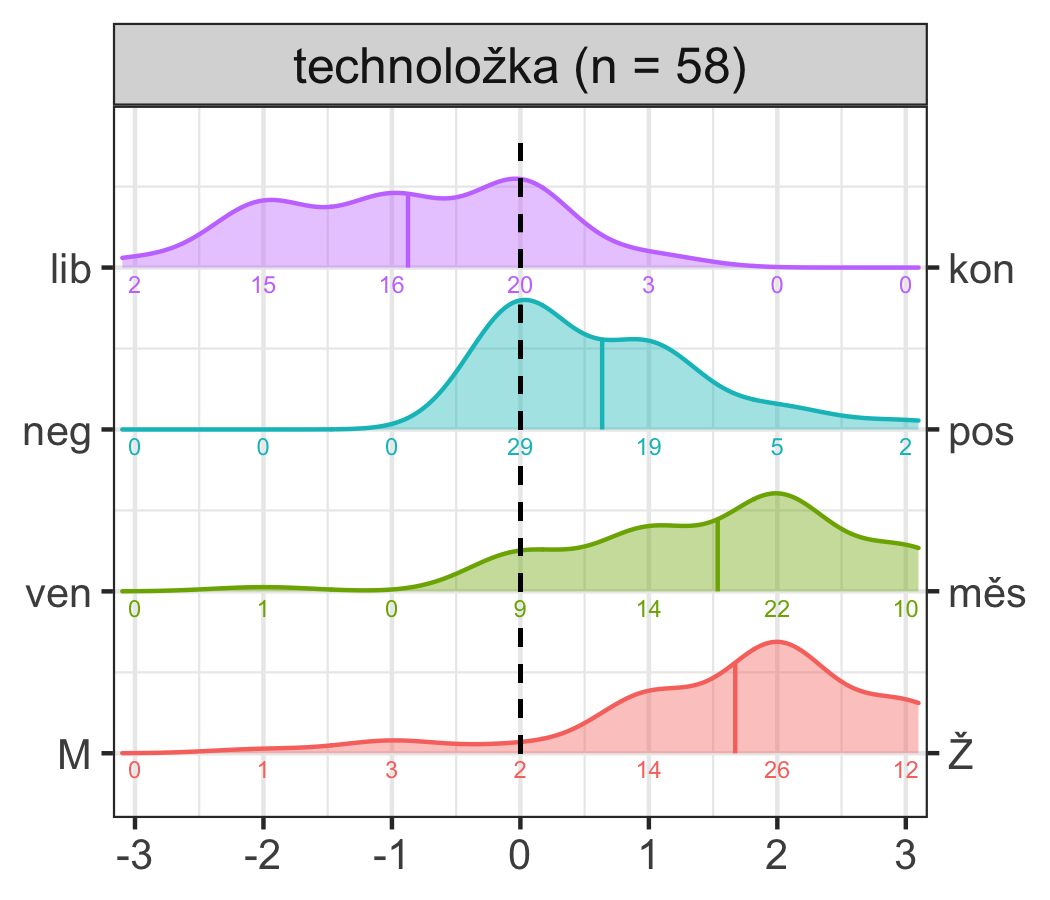 technoložka (n = 58)
lib kon
2 15 16 20 3 0 0
neg pos
0 0 0 29 19 5 2
ven měs
0 1 0 9 14 22 10
M Ž
0 1 3 2 14 26 12
-3 -2 -1 0 1 2 3